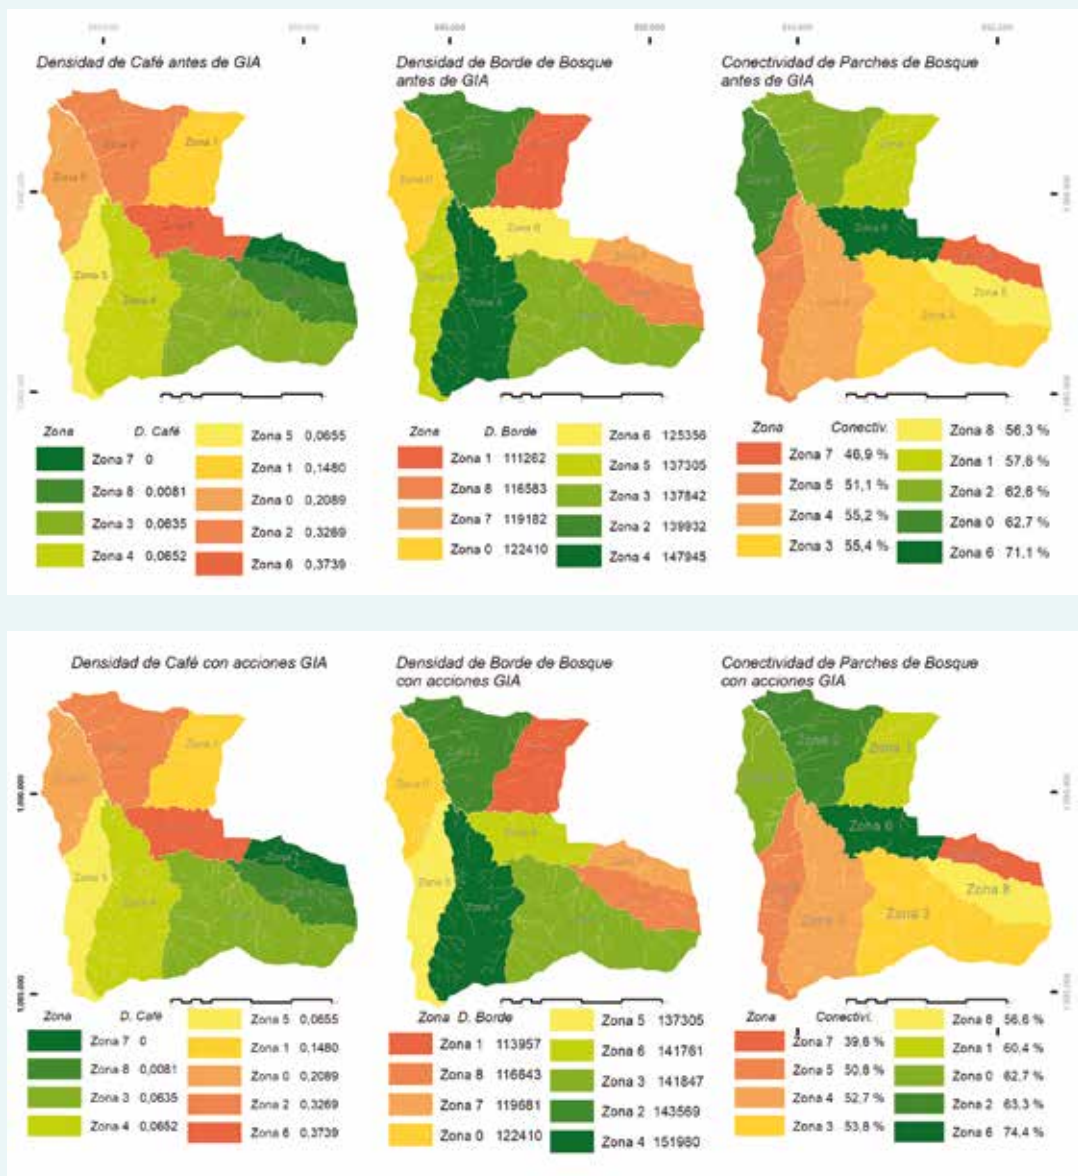 Densidad de Café antes de GIA
Zona 1
Zona 5
Zona D. Café
Zona 7 0
Zona 8 0,0081
Zona 3 0,0635
Zona 4 0,0652
Zona 5 0,0655
Zona 1 0,1480
Zona 0 0,2089
Zona 2 0,3269
Zona 6 0,3739
Densidad de Borde de Bosque
antes de GIA
Zona D. Borde
Zona 1 111262
Zona 8 116583
Zona 7 119182
Zona 0 122410
Zona 6 125356
Zona 5 137305
Zona 3 137842
Zona 2 139932
Zona 4 147945
Conectividad de Parches de Bosque
antes de GIA
Zona Conectiv.
Zona 7 46,9 %
Zona 5 51,1 %
Zona 4 55,2 %
Zona 3 55,4 %
Zona 8 56,3 %
Zona 1 57,6 %
Zona 2 62,6 %
Zona 0 62,7 %
Zona 6 71,1 %
Densidad de Café con acciones GIA
1.090.000
1.085.000
Zona D. Café
Zona 7 0
Zona 8 0,0081
Zona 3 0,0635
Zona 4 0,0652
Zona 5 0,0655
Zona 1 0,1480
Zona 0 0,2089
Zona 2 0,3269
Zona 6 0,3739
Densidad de Borde de Bosque
con acciones GIA
Zona D. Borde
Zona 1 113957
Zona 8 116643
Zona 7 119681
Zona 0 122410
Zona 5 137305
Zona 6 141761
Zona 3 141847
Zona 2 143569
Zona 4 151980
Conectividad de Parches de Bosque
con acciones GIA
Zona 2
Zona 6
Zona 8
Zona 3
Zona Conectivi.
Zona 7 39,6 %
Zona 5 50,8 %
Zona 4 52,7 %
Zona 3 53,8 %
Zona 8 56,6 %
Zona 1 60,4 %
Zona 0 62,7 %
Zona 2 63,3 %
Zona 6 74,4 %